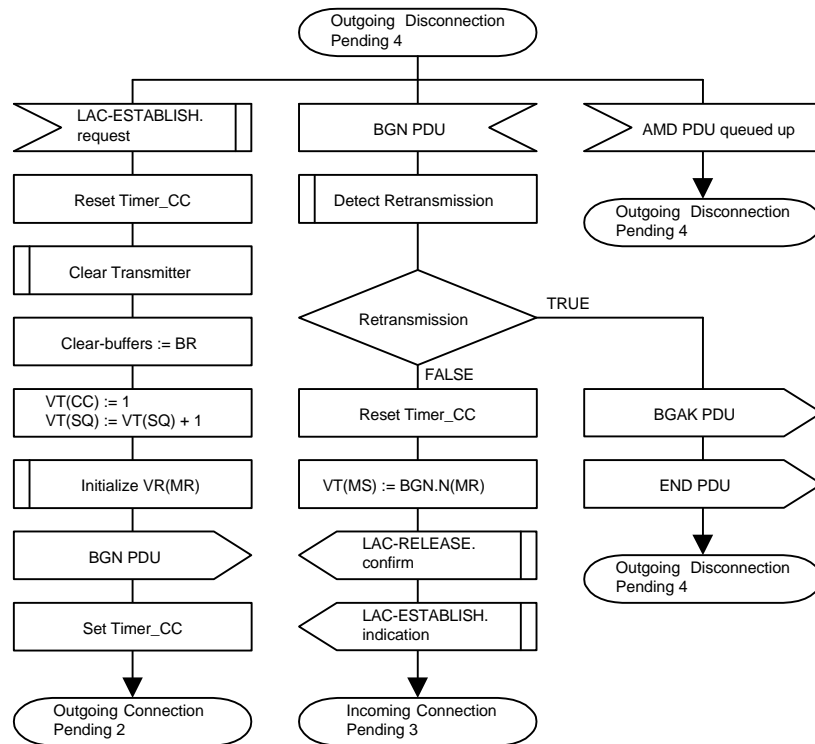 Outgoing Disconnection
Pending 4
LAC-ESTABLISH.
request
Reset Timer_CC
Clear Transmitter
Clear-buffers := BR
VT(CC) := 1
VT(SQ) := VT(SQ) + 1
Initialize VR(MR)
BGN PDU
Set Timer_CC
Outgoing Connection
Pending 2
BGN PDU
Detect Retransmission
Retransmission
TRUE
FALSE
Reset Timer_CC
VT(MS) := BGN.N(MR)
LAC-RELEASE.
confirm
LAC-ESTABLISH.
indication
Incoming Connection
Pending 3
AMD PDU queued up
Outgoing Disconnection
Pending 4
BGAK PDU
END PDU
Outgoing Disconnection
Pending 4